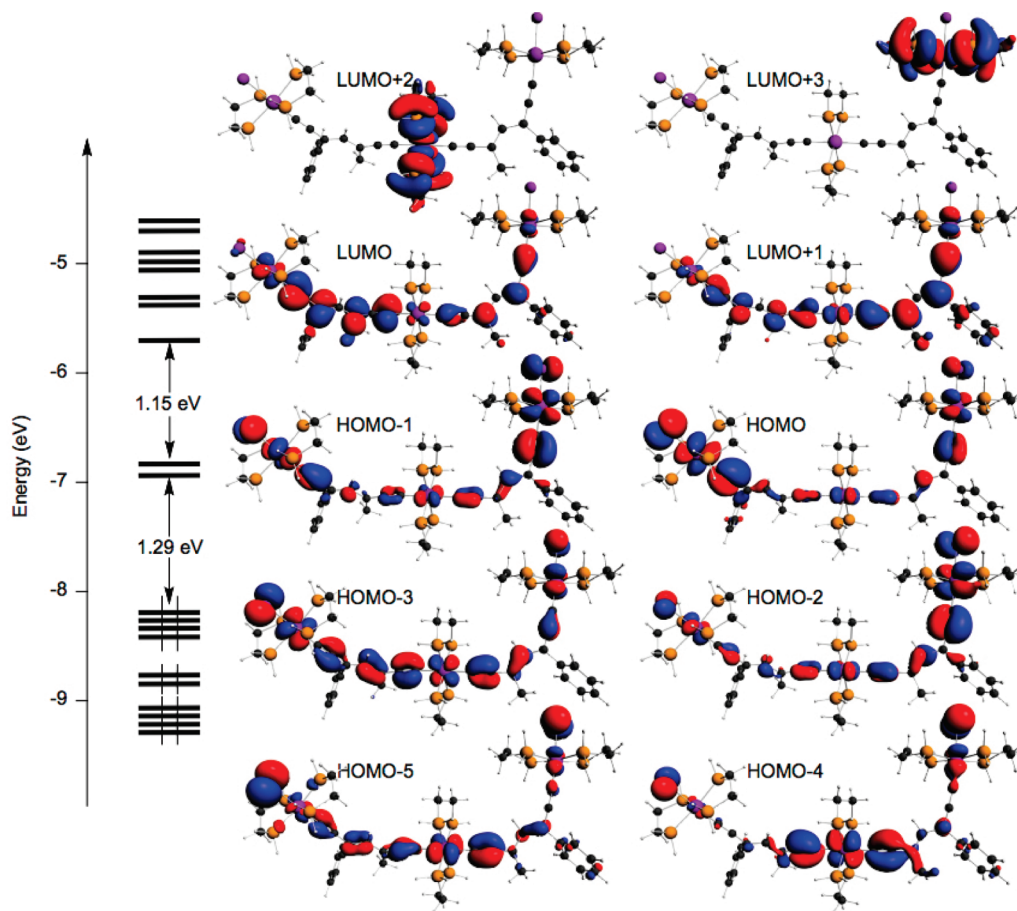 LUMO+2
LUMO+3
LUMO
LUMO+1
HOMO-1
HOMO
HOMO-3
HOMO-2
HOMO-5
HOMO-4
Energy (eV)
-5
-6
-7
-8
-9
1.15 eV
1.29 eV